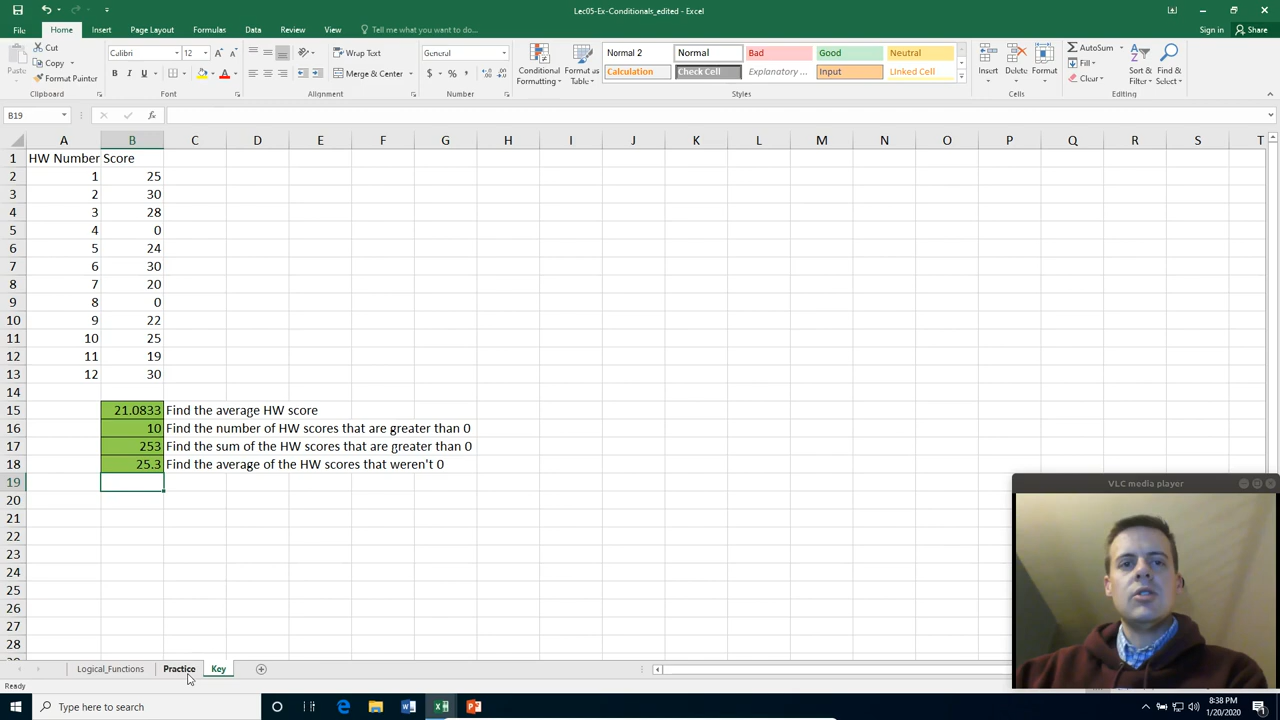 Lec05-Ex-Conditionals_edited - Excel
Sign in Share
File Home Insert Page Layout Formulas Data Review View Tell me what you want to do...
Paste Cut Copy Format Painter
Calibri 12
Wrap Text
Merge & Center
General
Conditional Formatting Format as Table
Normal 2 Normal Bad Good Neutral
Calculation Check Cell Explanatory ... Input Linked Cell
Insert Delete Format
AutoSum Fill Clear
Sort & Filter Find & Select
Clipboard Font Alignment Number Styles Cells Editing
B19 fx
A B C D E F G H I J K L M N O P Q R S T
1 HW Number Score
2 1 25
3 2 30
4 3 28
5 4 0
6 5 24
7 6 30
8 7 20
9 8 0
10 9 22
11 10 25
12 11 19
13 12 30
14
15 21.0833 Find the average HW score
16 10 Find the number of HW scores that are greater than 0
17 253 Find the sum of the HW scores that are greater than 0
18 25.3 Find the average of the HW scores that weren't 0
19
20
21
22
23
24
25
26
27
28
VLC media player
Logical_Functions Practice Key
Ready
Type here to search
8:38 PM
1/20/2020